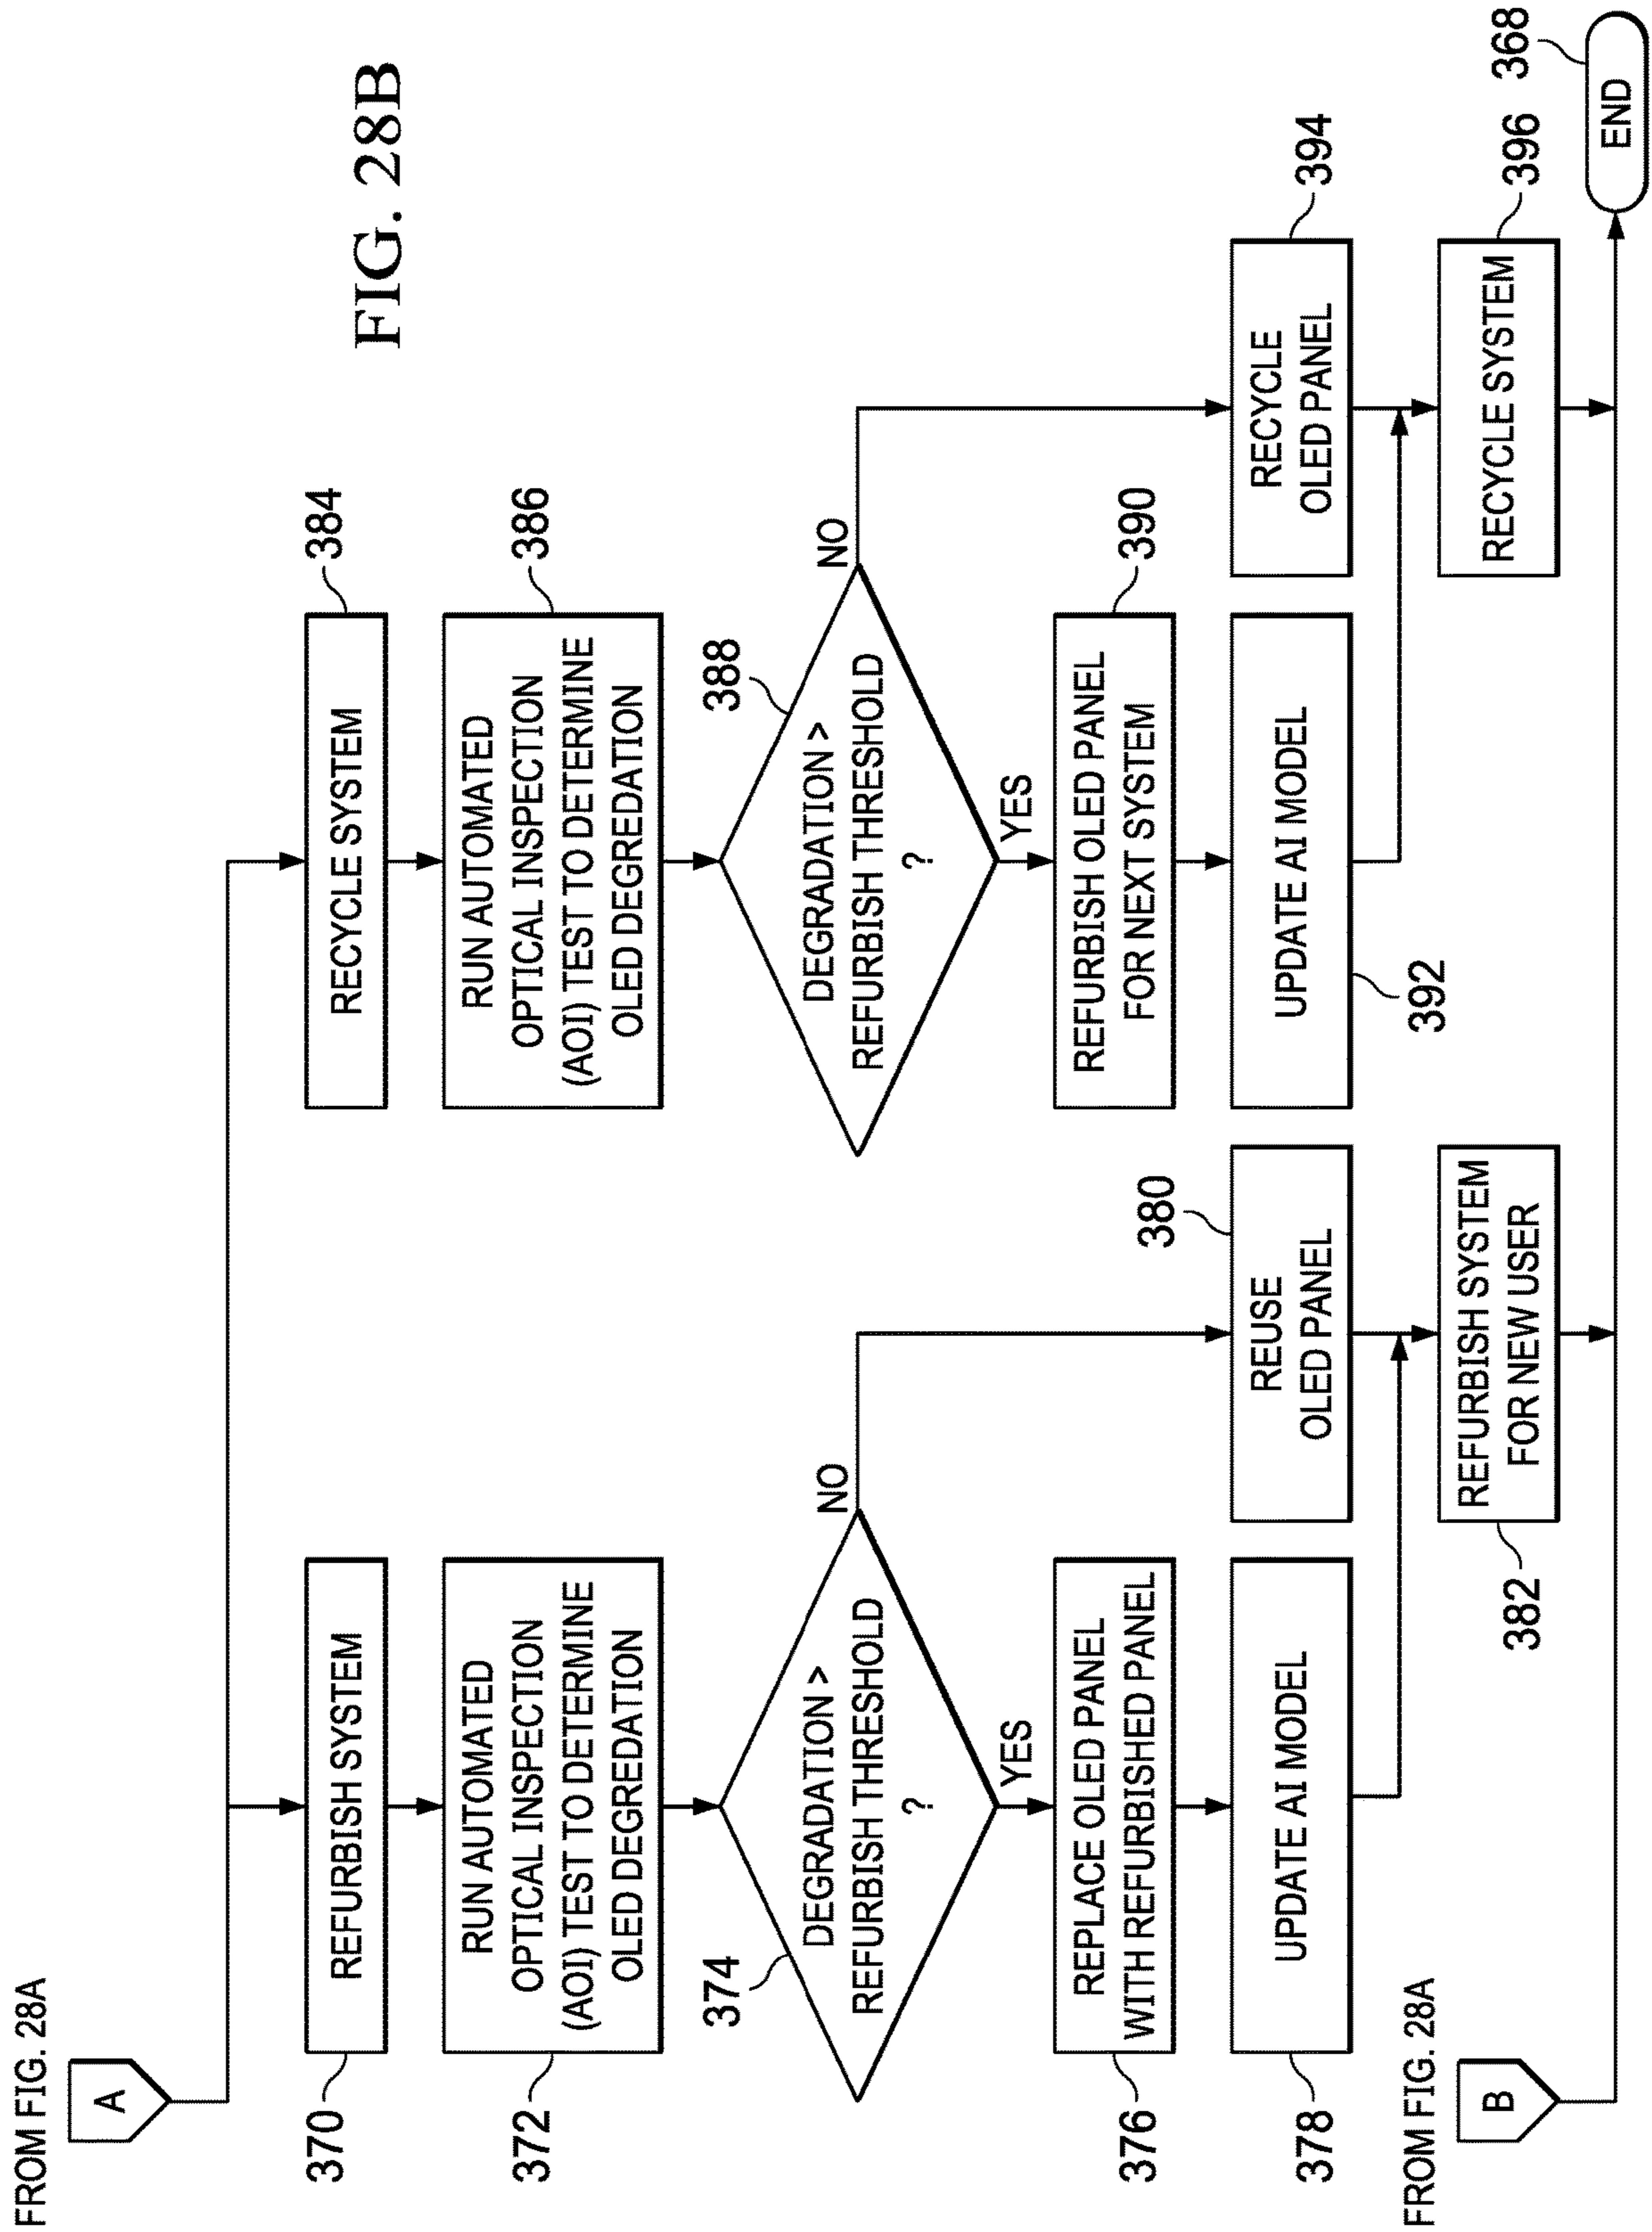 FIG. 28B
FROM FIG. 28A
A
370
REFURBISH SYSTEM
372
RUN AUTOMATED
OPTICAL INSPECTION
(AOI) TEST TO DETERMINE
OLED DEGREDATION
374
DEGRADATION >
REFURBISH THRESHOLD
?
NO
YES
376
REPLACE OLED PANEL
WITH REFURBISHED PANEL
378
UPDATE AI MODEL
380
REUSE
OLED PANEL
382
REFURBISH SYSTEM
FOR NEW USER
384
RECYCLE SYSTEM
386
RUN AUTOMATED
OPTICAL INSPECTION
(AOI) TEST TO DETERMINE
OLED DEGREDATION
388
DEGRADATION >
REFURBISH THRESHOLD
?
NO
YES
390
REFURBISH OLED PANEL
FOR NEXT SYSTEM
UPDATE AI MODEL
392
394
RECYCLE
OLED PANEL
396
RECYCLE SYSTEM
FROM FIG. 28A
B
368
END